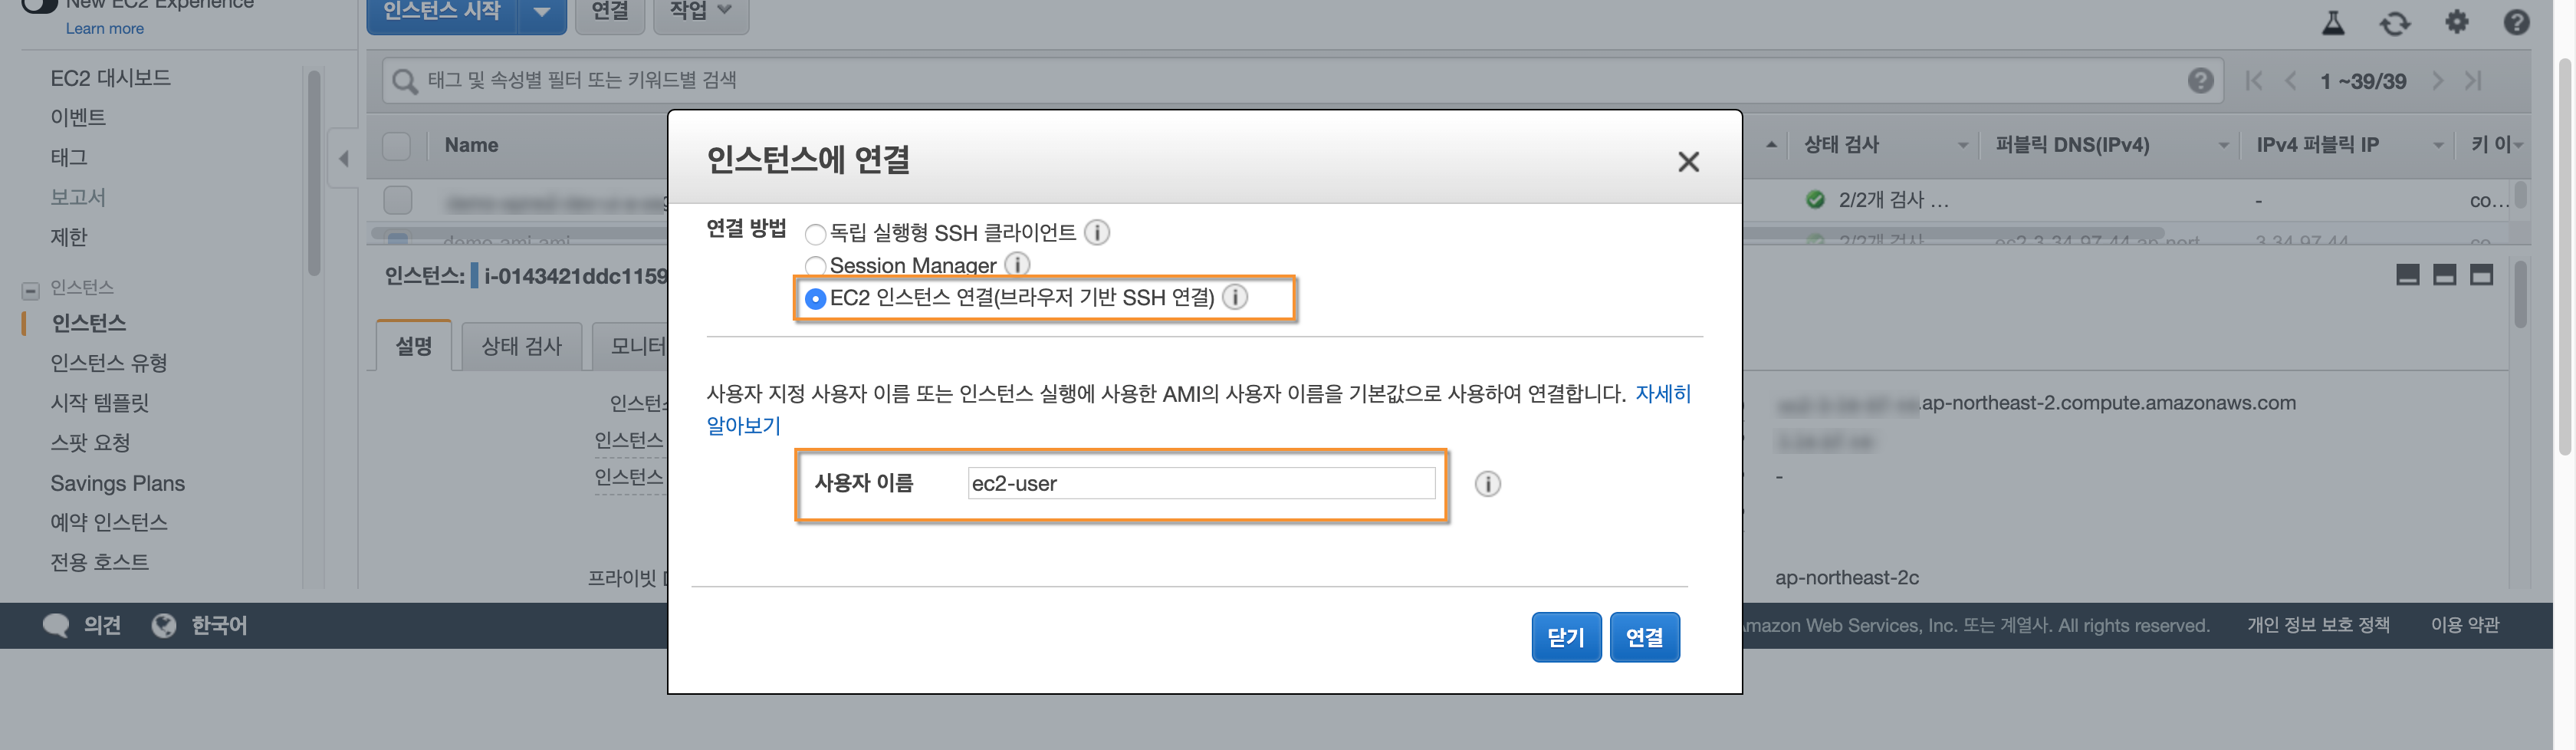 New EC2 Experience
Learn more
인스턴스 시작
연결
작업
EC2 대시보드
이벤트
태그
보고서
제한
인스턴스
인스턴스
인스턴스 유형
시작 템플릿
스팟 요청
Savings Plans
예약 인스턴스
전용 호스트
태그 및 속성별 필터 또는 키워드별 검색
1 ~39/39
Name
상태 검사
퍼블릭 DNS(IPv4)
IPv4 퍼블릭 IP
키 이
2/2개 검사 …
-
co…
인스턴스: i-0143421ddc1159
설명
상태 검사
모니터
인스턴스에 연결
연결 방법
독립 실행형 SSH 클라이언트
Session Manager
EC2 인스턴스 연결(브라우저 기반 SSH 연결)
사용자 지정 사용자 이름 또는 인스턴스 실행에 사용한 AMI의 사용자 이름을 기본값으로 사용하여 연결합니다. 자세히
알아보기
사용자 이름
ec2-user
닫기
연결
인스턴스
인스턴스
프라이빗
ap-northeast-2.compute.amazonaws.com
-
ap-northeast-2c
의견
한국어
Amazon Web Services, Inc. 또는 계열사. All rights reserved.
개인 정보 보호 정책
이용 약관